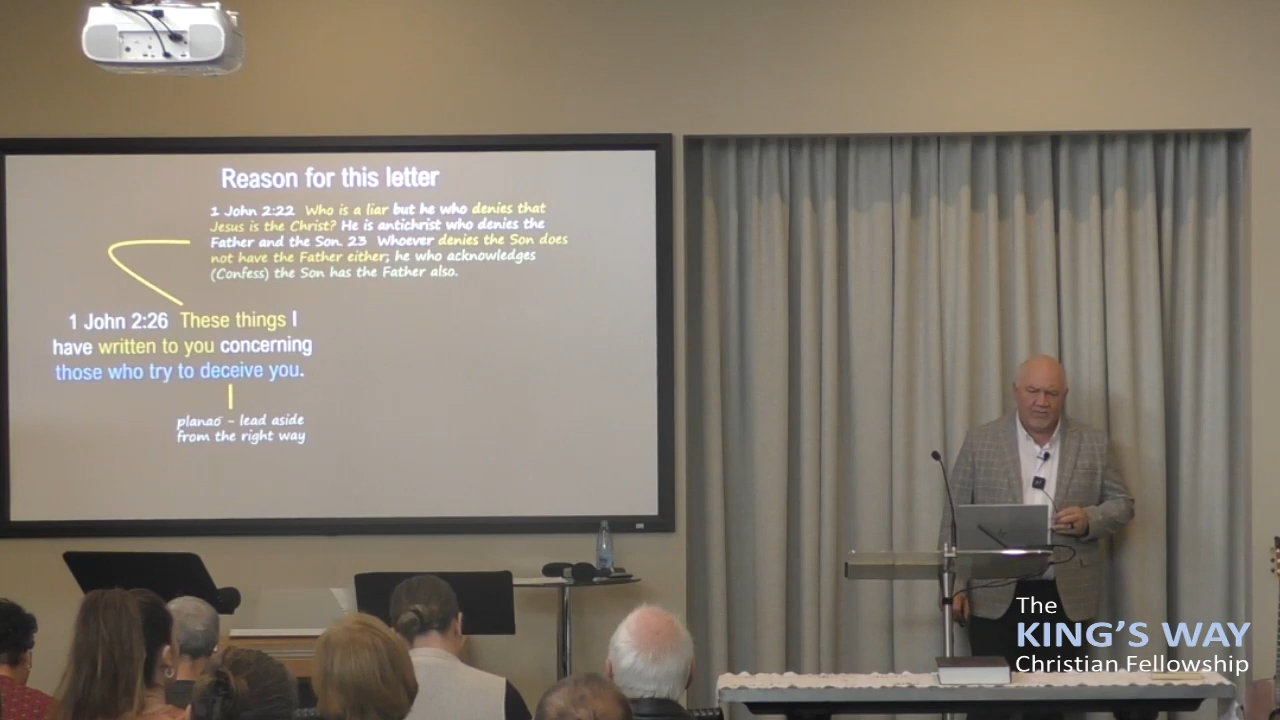 Reason for this letter
1 John 2:22 Who is a liar but he who denies that
Jesus is the Christ? He is antichrist who denies the
Father and the Son. 23 Whoever denies the Son does
not have the Father either; he who acknowledges
(Confess) the Son has the Father also.
1 John 2:26 These things I
have written to you concerning
those who try to deceive you.
planaō - lead aside
from the right way
The
KING'S WAY
Christian Fellowship